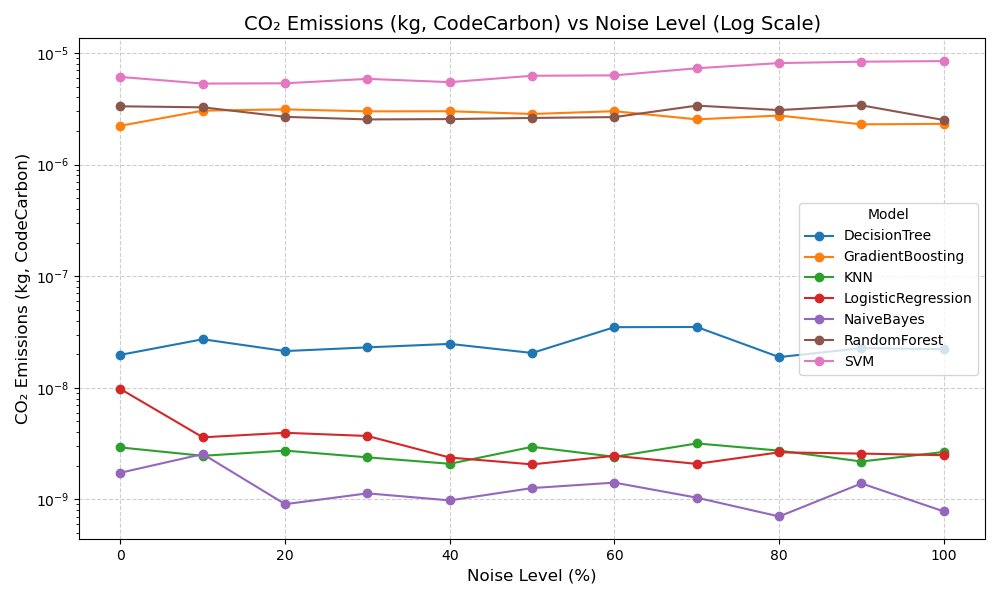 CO₂ Emissions (kg, CodeCarbon) vs Noise Level (Log Scale)
CO₂ Emissions (kg, CodeCarbon)
10⁻⁵
10⁻⁶
10⁻⁷
10⁻⁸
10⁻⁹
Model
DecisionTree
GradientBoosting
KNN
LogisticRegression
NaiveBayes
RandomForest
SVM
0 20 40 60 80 100
Noise Level (%)